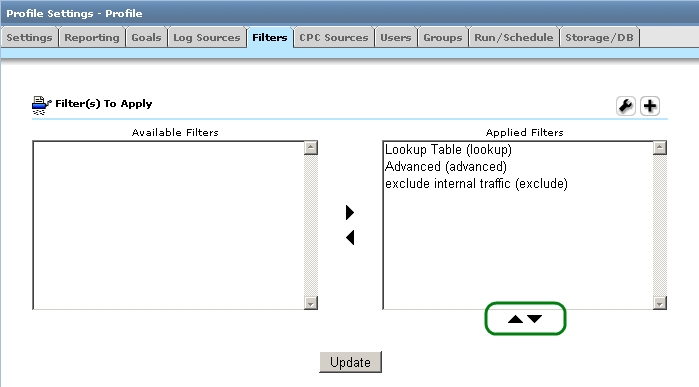 Profile Settings - Profile
Settings Reporting Goals Log Sources Filters CPC Sources Users Groups Run/Schedule Storage/DB
Filter(s) To Apply
Available Filters Applied Filters
Lookup Table (lookup)
Advanced (advanced)
exclude internal traffic (exclude)
Update